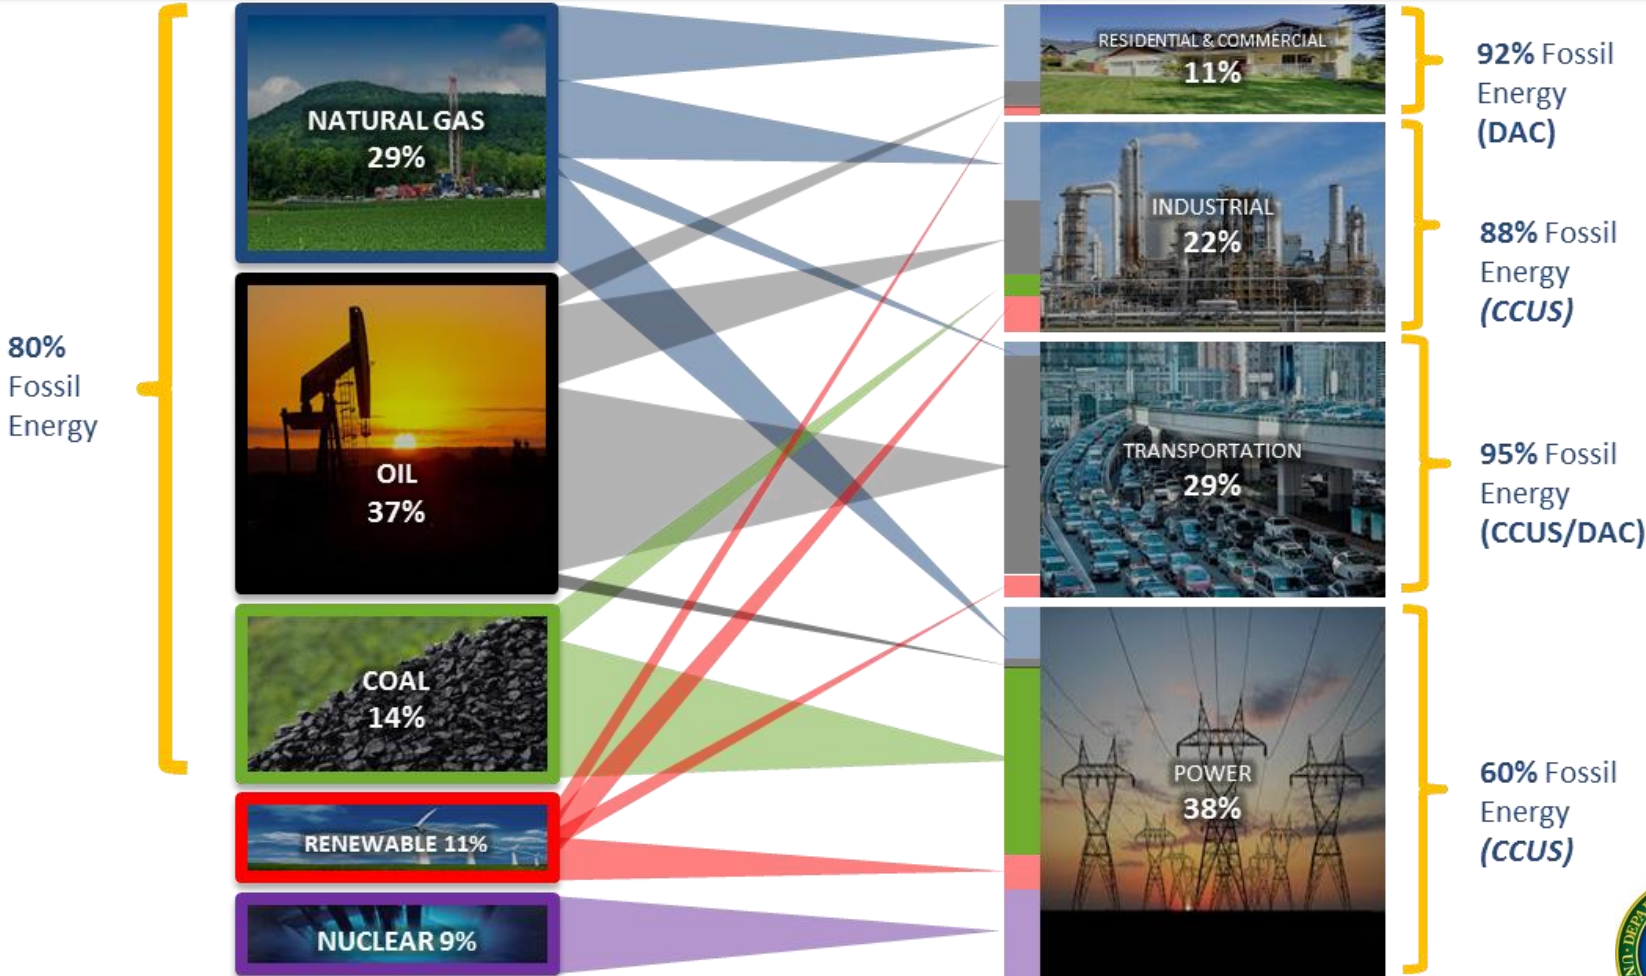 80%
Fossil
Energy
NATURAL GAS
29%
OIL
37%
COAL
14%
RENEWABLE 11%
NUCLEAR 9%
RESIDENTIAL & COMMERCIAL
11%
INDUSTRIAL
22%
TRANSPORTATION
29%
POWER
38%
92% Fossil
Energy
(DAC)
88% Fossil
Energy
(CCUS)
95% Fossil
Energy
(CCUS/DAC)
60% Fossil
Energy
(CCUS)